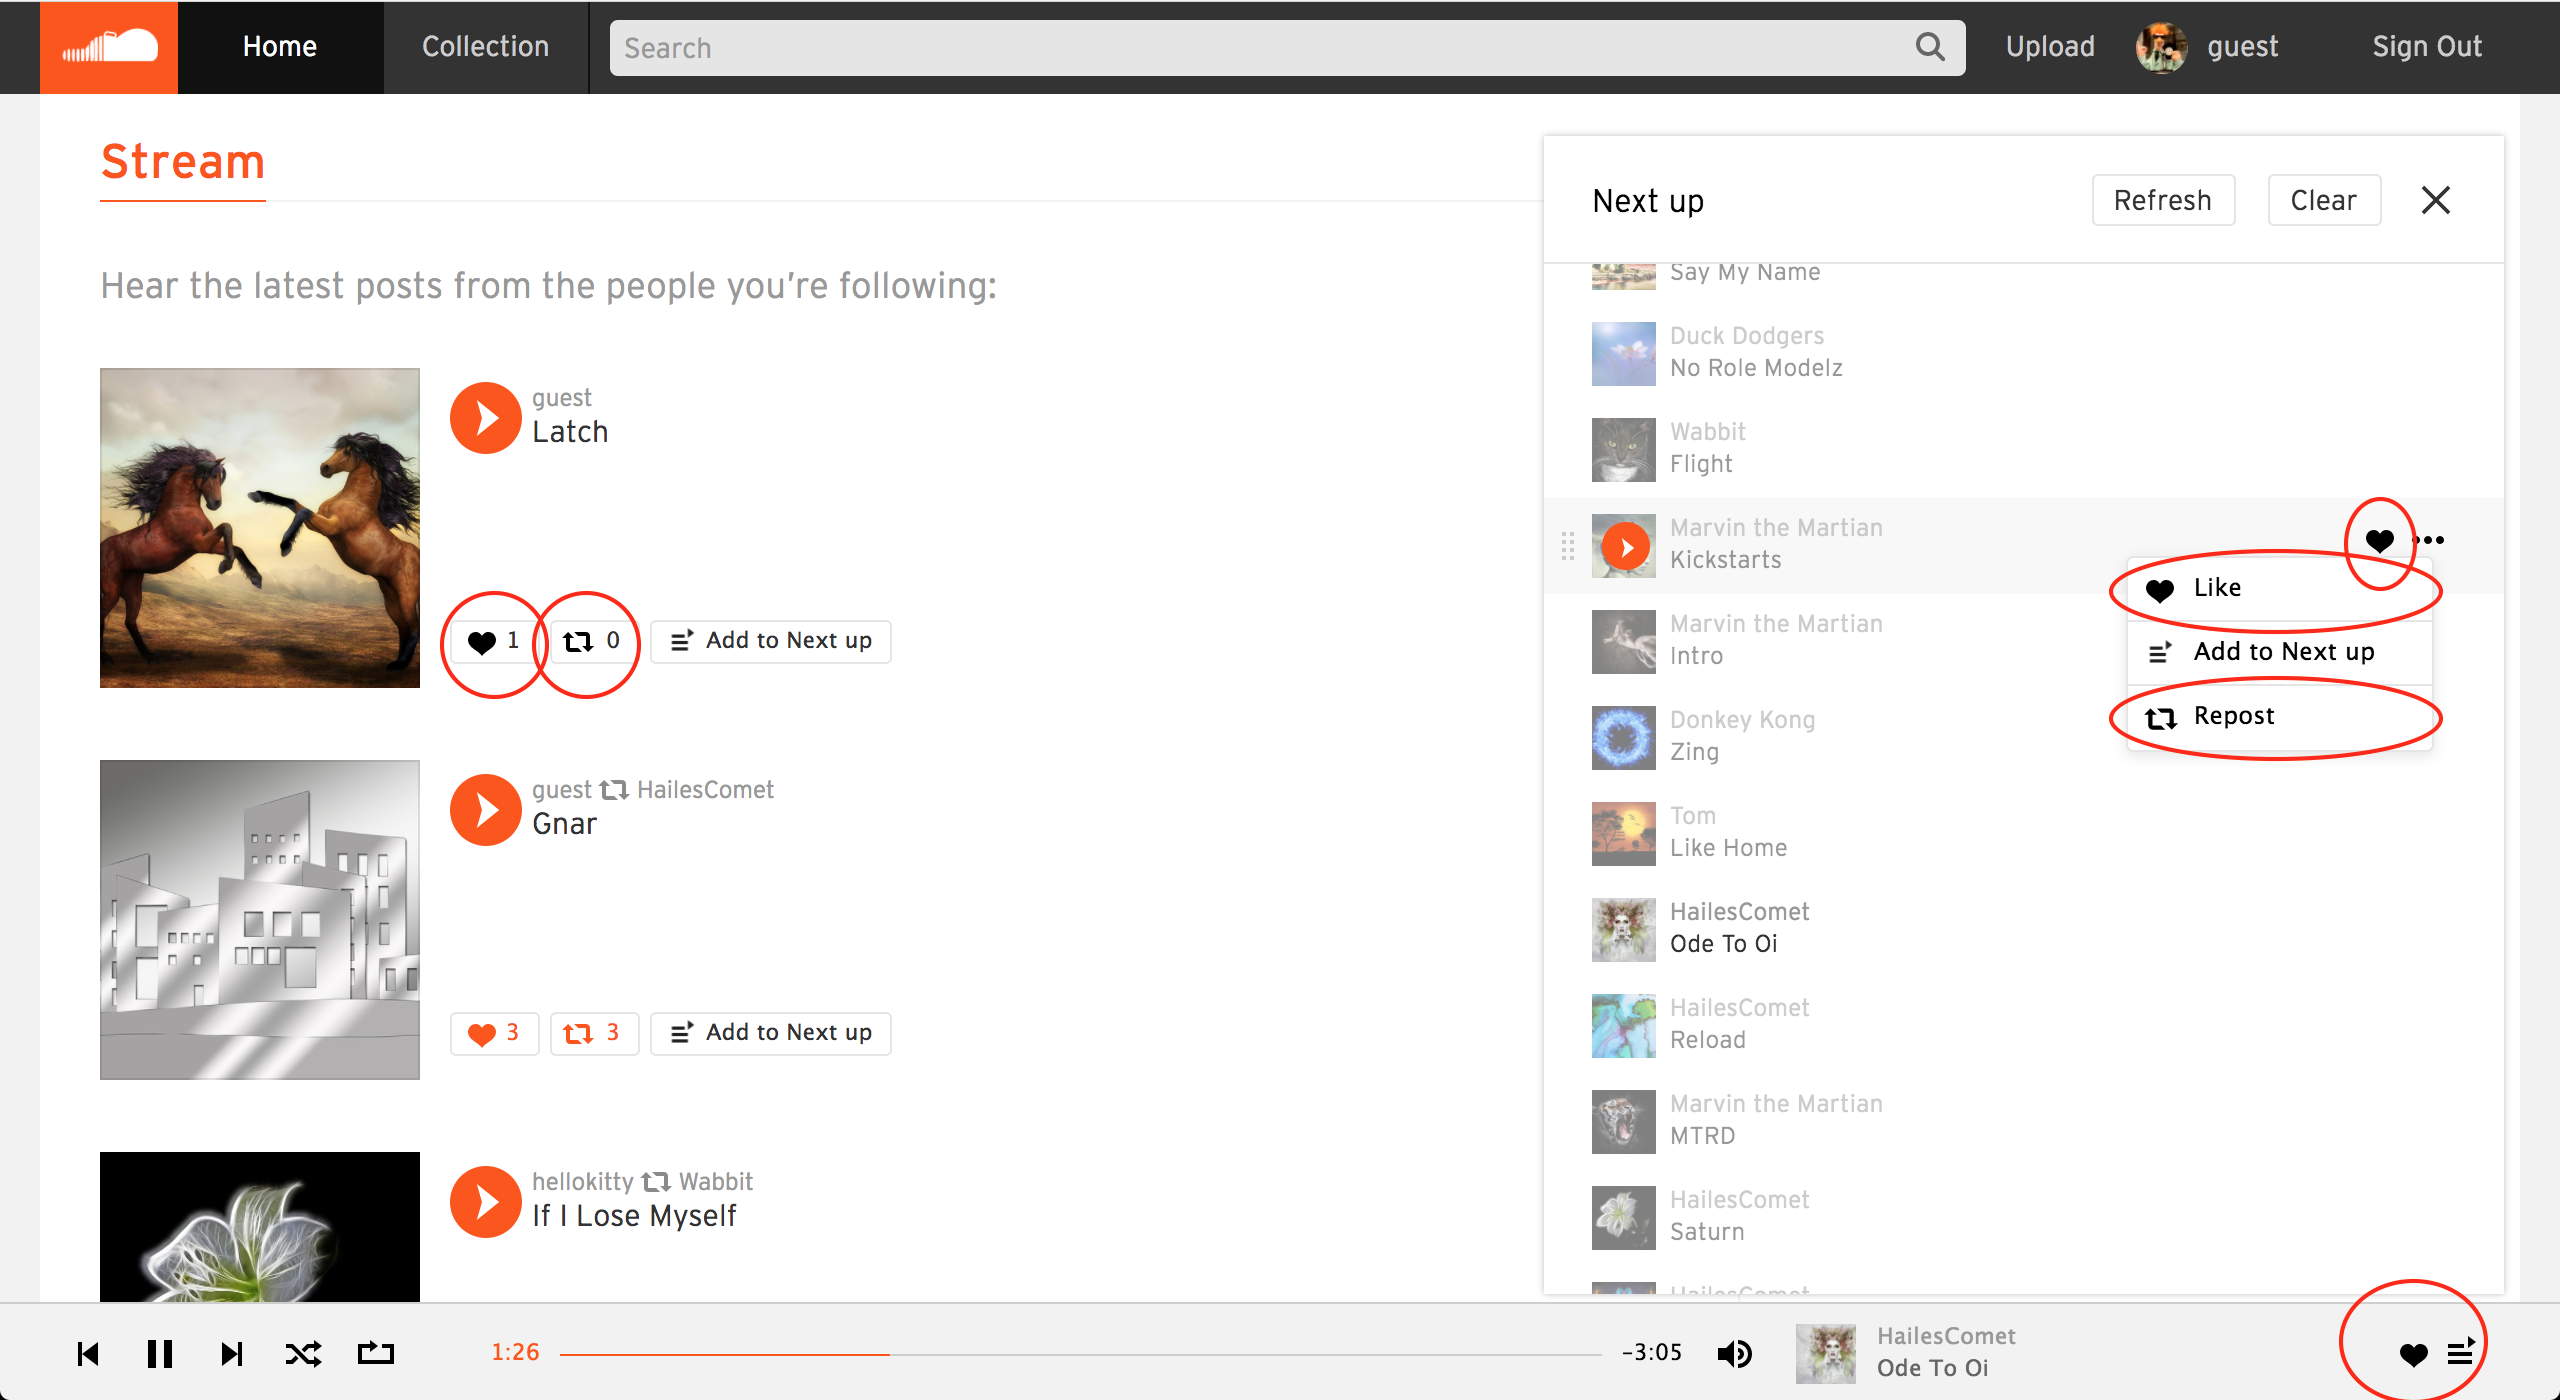 Home
Collection
Search
Upload
guest
Sign Out
Stream
Hear the latest posts from the people you're following:
guest
Latch
1
0
Add to Next up
guest HailesComet
Gnar
3
3
Add to Next up
hellokitty Wabbit
If I Lose Myself
Next up
Refresh
Clear
Say My Name
Duck Dodgers
No Role Modelz
Wabbit
Flight
Marvin the Martian
Kickstarts
Like
Add to Next up
Repost
Marvin the Martian
Intro
Donkey Kong
Zing
Tom
Like Home
HailesComet
Ode To Oi
HailesComet
Reload
Marvin the Martian
MTRD
HailesComet
Saturn
HailesComet
1:26
-3:05
HailesComet
Ode To Oi